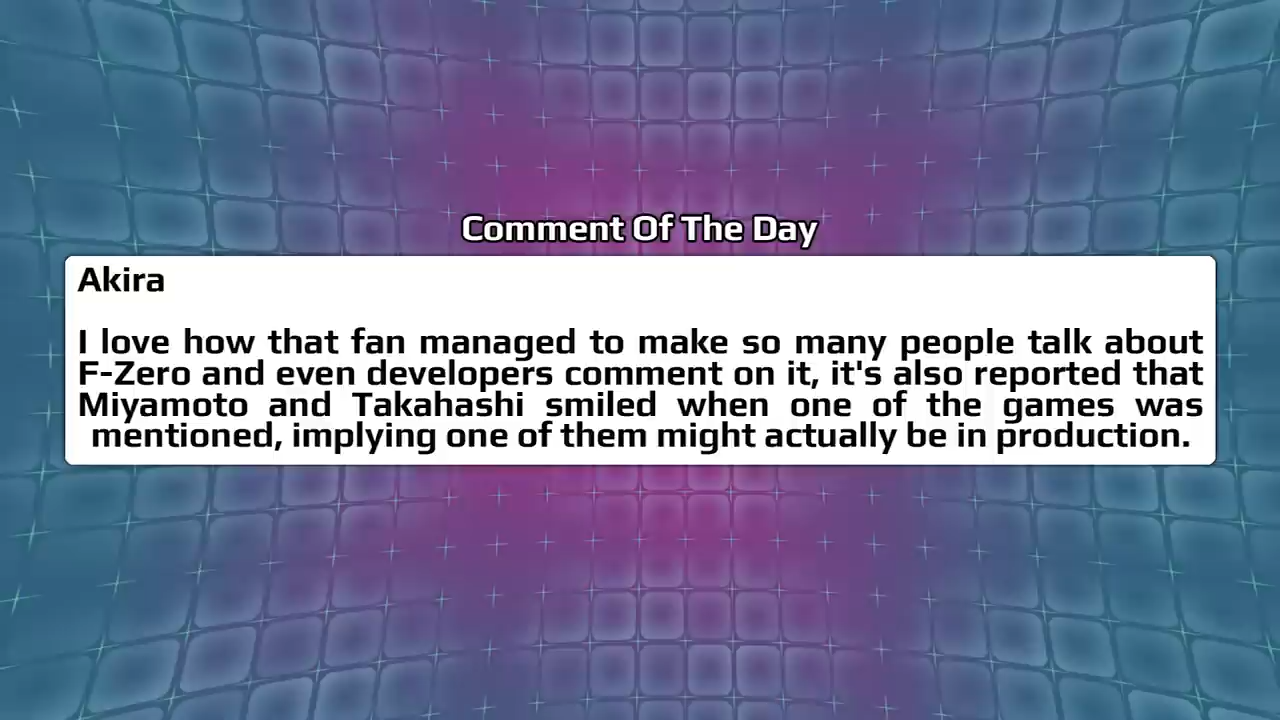 Comment Of The Day
Akira
I love how that fan managed to make so many people talk about
F-Zero and even developers comment on it, it's also reported that
Miyamoto and Takahashi smiled when one of the games was
mentioned, implying one of them might actually be in production.